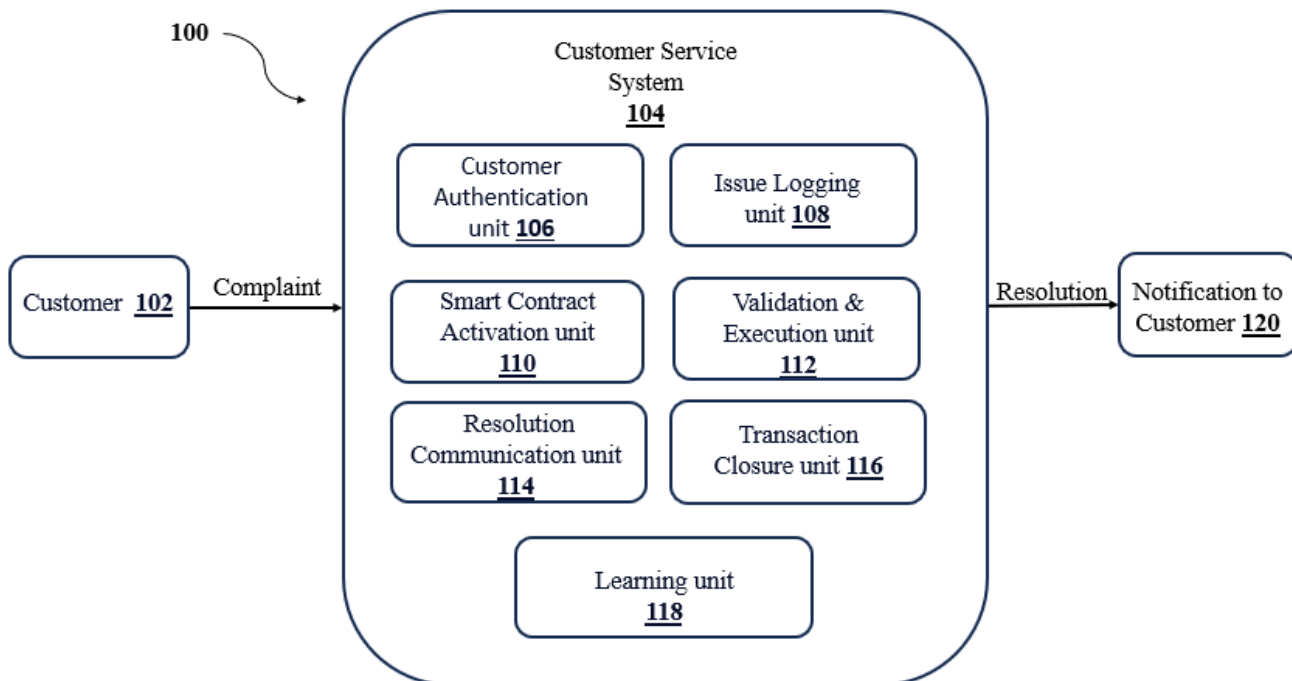 100
Customer Service
System
104
Customer
Authentication
unit 106
Issue Logging
unit 108
Customer 102
Complaint
Smart Contract
Activation unit
110
Validation &
Execution unit
112
Resolution
Notification to
Customer 120
Resolution
Communication unit
114
Transaction
Closure unit 116
Learning unit
118